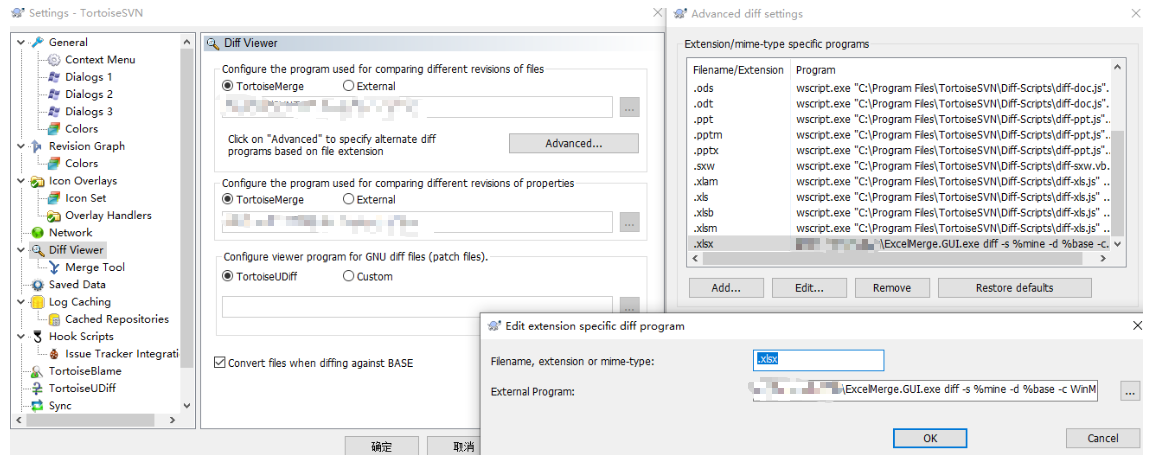 Settings - TortoiseSVN
General
Context Menu
Dialogs 1
Dialogs 2
Dialogs 3
Colors
Revision Graph
Colors
Icon Overlays
Icon Set
Overlay Handlers
Network
Diff Viewer
Merge Tool
Saved Data
Log Caching
Cached Repositories
Hook Scripts
Issue Tracker Integrati
TortoiseBlame
TortoiseUDiff
Sync
Diff Viewer
Configure the program used for comparing different revisions of files
TortoiseMerge External
...
Click on "Advanced" to specify alternate diff
programs based on file extension
Advanced...
Configure the program used for comparing different revisions of properties
TortoiseMerge External
...
Configure viewer program for GNU diff files (patch files).
TortoiseUDiff Custom
...
Convert files when diffing against BASE
确定 取消
Advanced diff settings
Extension/mime-type specific programs
Filename/Extension Program
.ods wscript.exe "C:\Program Files\TortoiseSVN\Diff-Scripts\diff-doc.js".
.odt wscript.exe "C:\Program Files\TortoiseSVN\Diff-Scripts\diff-doc.js".
.ppt wscript.exe "C:\Program Files\TortoiseSVN\Diff-Scripts\diff-ppt.js"..
.pptm wscript.exe "C:\Program Files\TortoiseSVN\Diff-Scripts\diff-ppt.js"..
.pptx wscript.exe "C:\Program Files\TortoiseSVN\Diff-Scripts\diff-ppt.js"..
.sxw wscript.exe "C:\Program Files\TortoiseSVN\Diff-Scripts\diff-sxw.vb.
.xlam wscript.exe "C:\Program Files\TortoiseSVN\Diff-Scripts\diff-xls.js" ..
.xls wscript.exe "C:\Program Files\TortoiseSVN\Diff-Scripts\diff-xls.js" ..
.xlsb wscript.exe "C:\Program Files\TortoiseSVN\Diff-Scripts\diff-xls.js" ..
.xlsm wscript.exe "C:\Program Files\TortoiseSVN\Diff-Scripts\diff-xls.js" ..
.xlsx \ExcelMerge.GUI.exe diff -s %mine -d %base -c.
Add... Edit... Remove Restore defaults
Edit extension specific diff program
Filename, extension or mime-type: .xlsx
External Program: \ExcelMerge.GUI.exe diff -s %mine -d %base -c WinM
...
OK Cancel